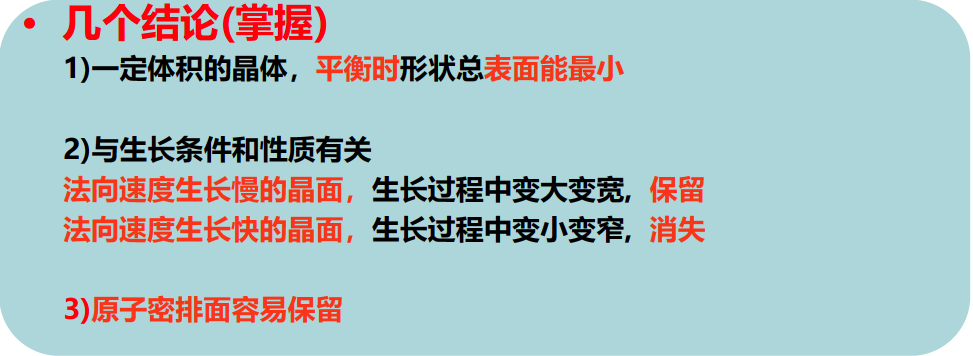 • 几个结论(掌握)
1)一定体积的晶体，平衡时形状总表面能最小
2)与生长条件和性质有关
法向速度生长慢的晶面，生长过程中变大变宽, 保留
法向速度生长快的晶面，生长过程中变小变窄, 消失
3)原子密排面容易保留